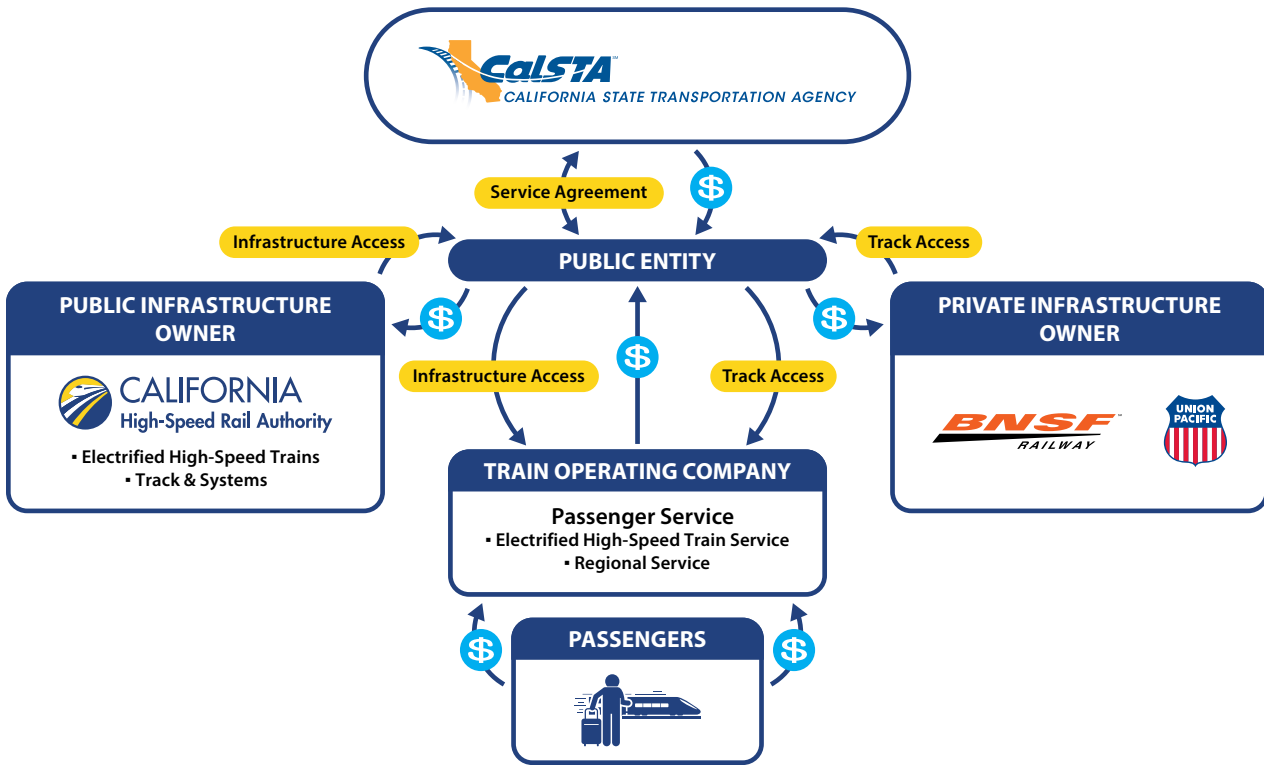 CalSTA
CALIFORNIA STATE TRANSPORTATION AGENCY
Service Agreement
$
Infrastructure Access
Track Access
PUBLIC ENTITY
PUBLIC INFRASTRUCTURE
OWNER
CALIFORNIA
High-Speed Rail Authority
▪ Electrified High-Speed Trains
▪ Track & Systems
$
Infrastructure Access
$
Track Access
$
PRIVATE INFRASTRUCTURE
OWNER
BNSF
RAILWAY
UNION
PACIFIC
TRAIN OPERATING COMPANY
Passenger Service
▪ Electrified High-Speed Train Service
▪ Regional Service
$
$
PASSENGERS